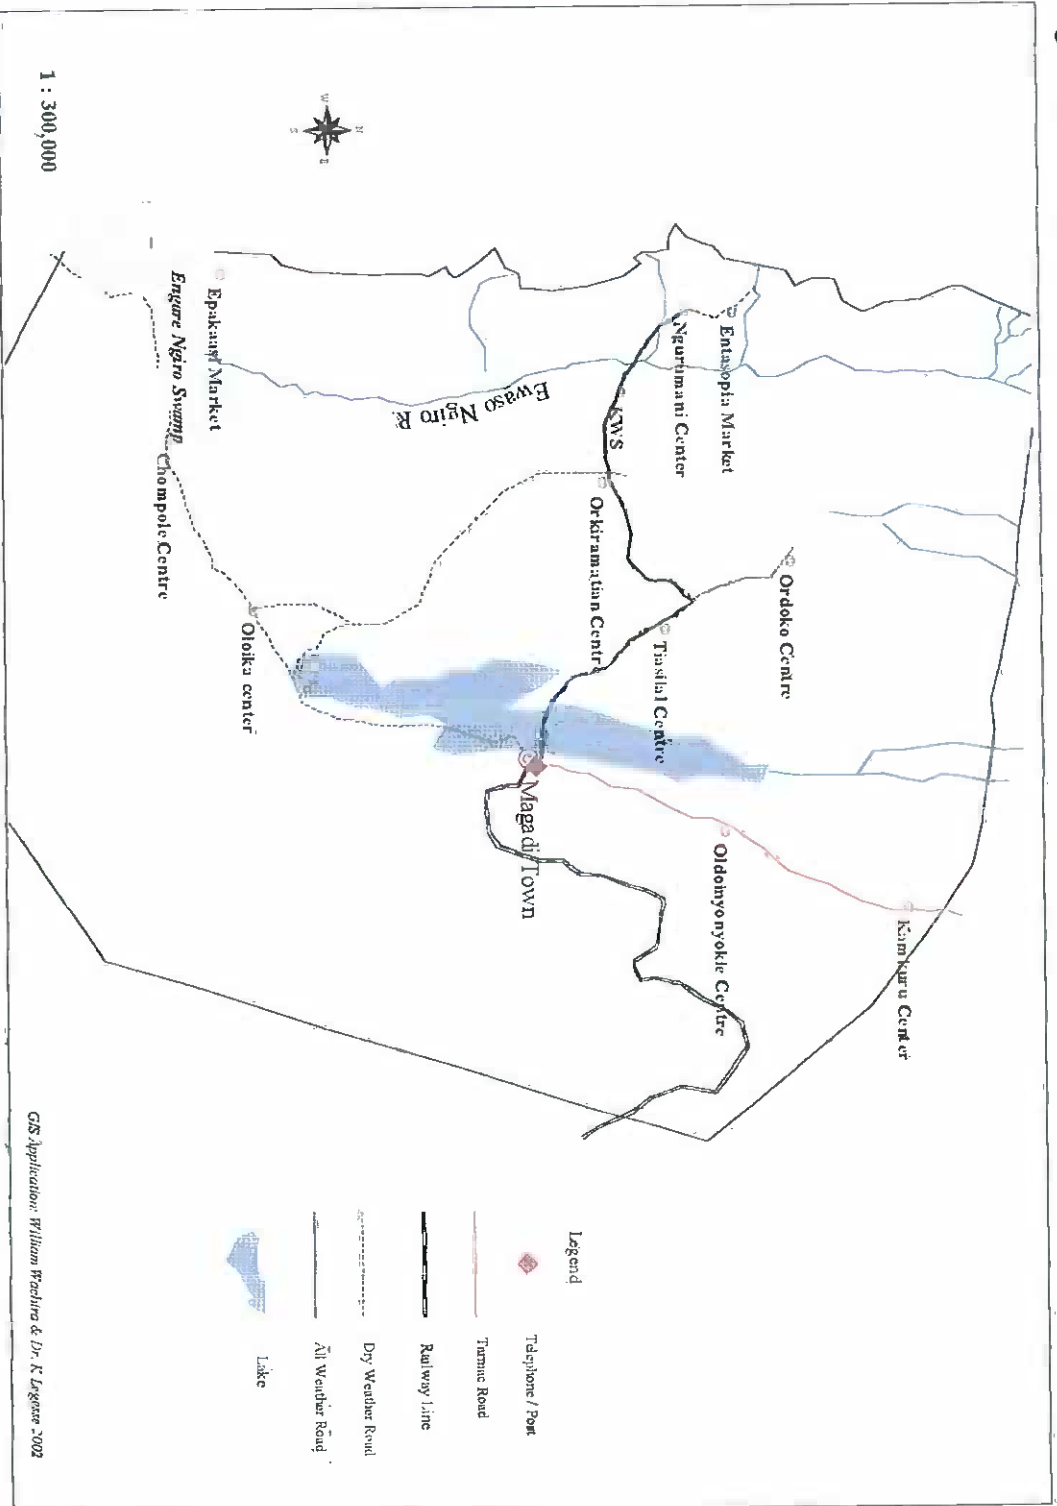 1 : 300,000
N
W
E
S
Entasopia Market
Ngurumani Center
KWS
Ewaso Ngiro R.
Epakaasi Market
Engare Ngiro Swamp
Chompole Centre
Ordoko Centre
Tiasilal Centre
Orkiramatian Centre
Oloika center
Kamkuru Center
Oldoinyonyokie Centre
Magadi Town
Legend
Telephone / Post
Tarmac Road
Railway Line
Dry Weather Road
All Weather Road
Lake
GIS Application: William Wachira & Dr. K Legesse 2002